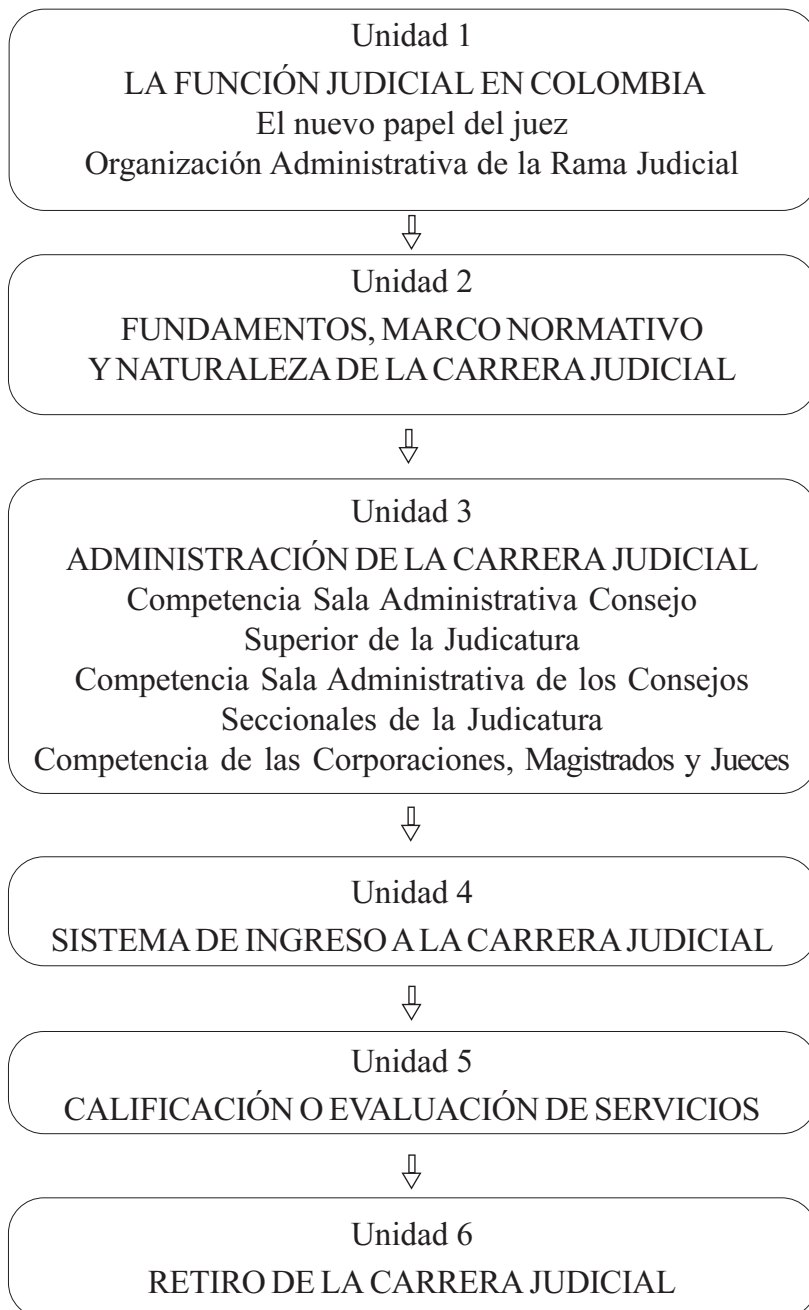 Unidad 1
LA FUNCIÓN JUDICIAL EN COLOMBIA
El nuevo papel del juez
Organización Administrativa de la Rama Judicial
Unidad 2
FUNDAMENTOS, MARCO NORMATIVO
Y NATURALEZA DE LA CARRERA JUDICIAL
Unidad 3
ADMINISTRACIÓN DE LA CARRERA JUDICIAL
Competencia Sala Administrativa Consejo
Superior de la Judicatura
Competencia Sala Administrativa de los Consejos
Seccionales de la Judicatura
Competencia de las Corporaciones, Magistrados y Jueces
Unidad 4
SISTEMA DE INGRESO A LA CARRERA JUDICIAL
Unidad 5
CALIFICACIÓN O EVALUACIÓN DE SERVICIOS
Unidad 6
RETIRO DE LA CARRERA JUDICIAL